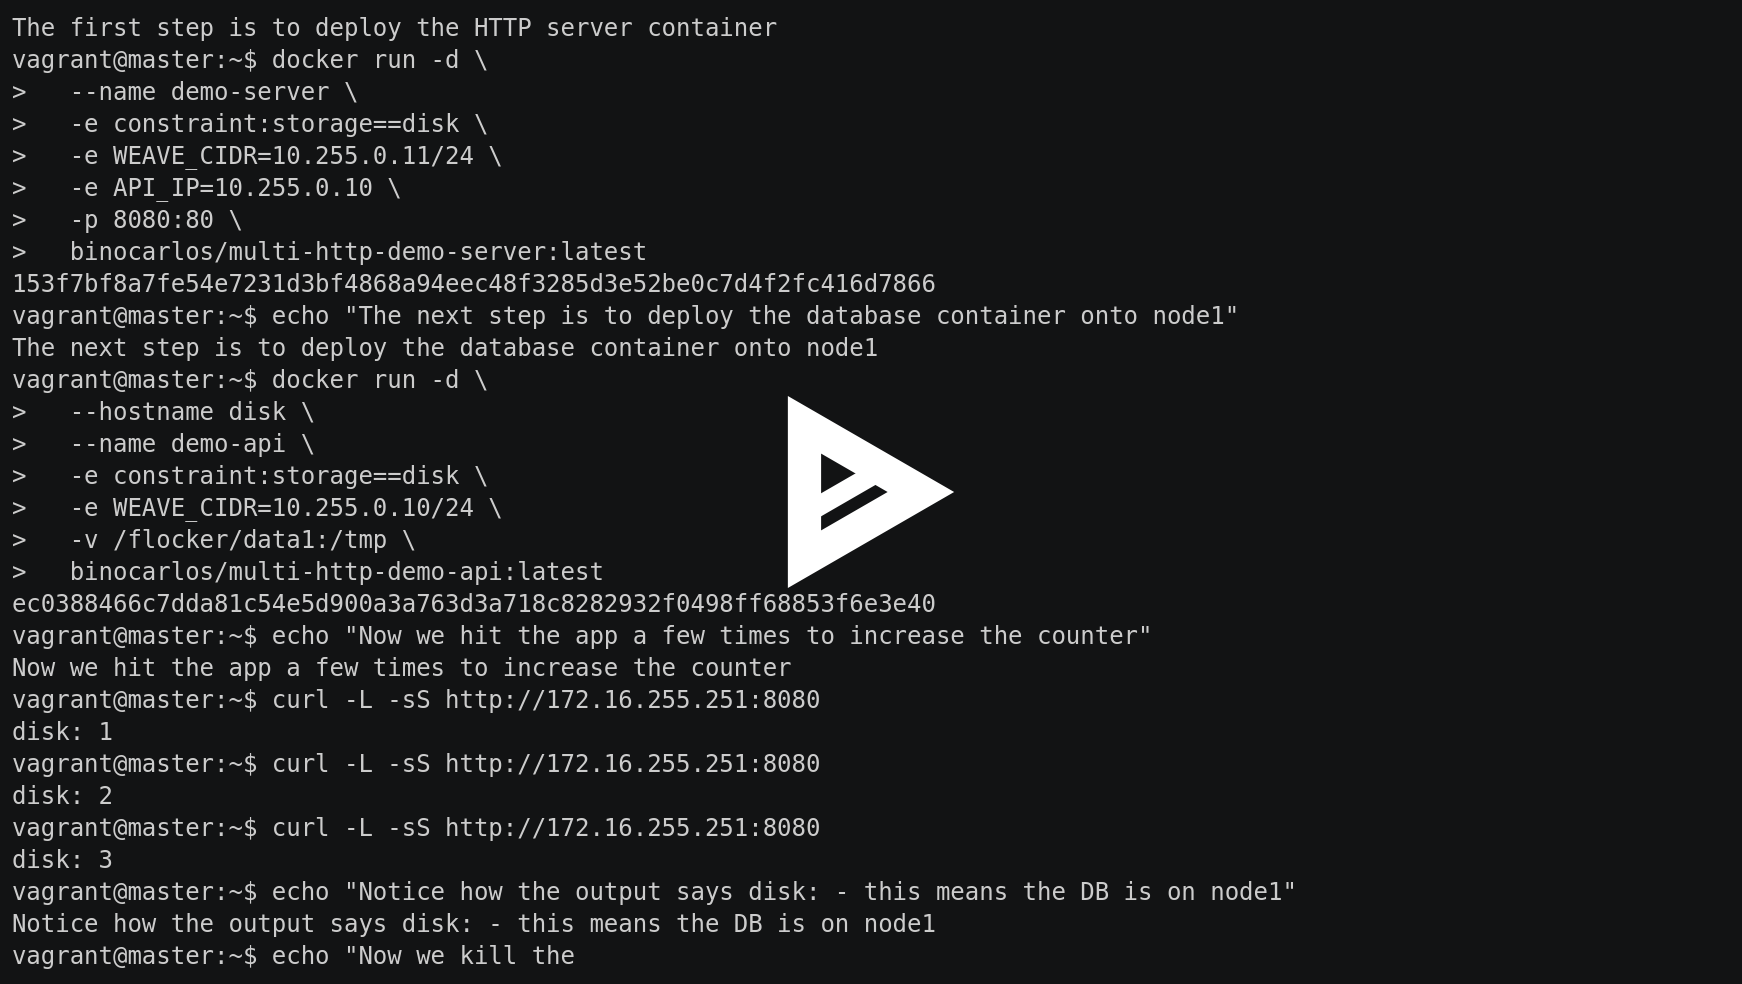 The first step is to deploy the HTTP server container
vagrant@master:~$ docker run -d \
>   --name demo-server \
>   -e constraint:storage==disk \
>   -e WEAVE_CIDR=10.255.0.11/24 \
>   -e API_IP=10.255.0.10 \
>   -p 8080:80 \
>   binocarlos/multi-http-demo-server:latest
153f7bf8a7fe54e7231d3bf4868a94eec48f3285d3e52be0c7d4f2fc416d7866
vagrant@master:~$ echo "The next step is to deploy the database container onto node1"
The next step is to deploy the database container onto node1
vagrant@master:~$ docker run -d \
>   --hostname disk \
>   --name demo-api \
>   -e constraint:storage==disk \
>   -e WEAVE_CIDR=10.255.0.10/24 \
>   -v /flocker/data1:/tmp \
>   binocarlos/multi-http-demo-api:latest
ec0388466c7dda81c54e5d900a3a763d3a718c8282932f0498ff68853f6e3e40
vagrant@master:~$ echo "Now we hit the app a few times to increase the counter"
Now we hit the app a few times to increase the counter
vagrant@master:~$ curl -L -sS http://172.16.255.251:8080
disk: 1
vagrant@master:~$ curl -L -sS http://172.16.255.251:8080
disk: 2
vagrant@master:~$ curl -L -sS http://172.16.255.251:8080
disk: 3
vagrant@master:~$ echo "Notice how the output says disk: - this means the DB is on node1"
Notice how the output says disk: - this means the DB is on node1
vagrant@master:~$ echo "Now we kill the